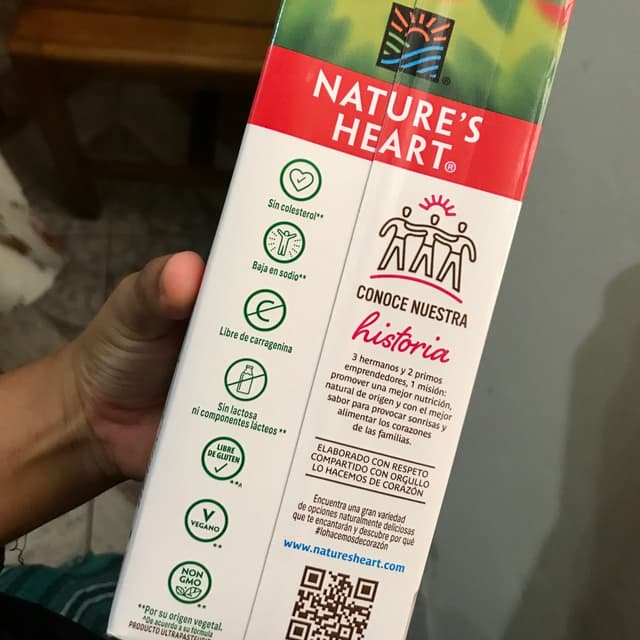 NATURE'S
HEART®
Sin colesterol**
Baja en sodio**
Libre de carragenina
Sin lactosa
ni componentes lácteos**
LIBRE
DE GLUTEN
**^
V
VEGANO
**
NON
GMO
**
**Por su origen vegetal.
^De acuerdo a su fórmula
PRODUCTO
CONOCE NUESTRA
historia
3 hermanos y 2 primos
emprendedores, 1 misión:
promover una mejor nutrición,
natural de origen y con el mejor
sabor para provocar sonrisas y
alimentar los corazones
de las familias.
ELABORADO CON RESPETO
COMPARTIDO CON ORGULLO
LO HACEMOS DE CORAZÓN
Encuentra una gran variedad
de opciones naturalmente deliciosas
que te encantarán y descubre por qué
#lohacemosdecorazón
www.naturesheart.com